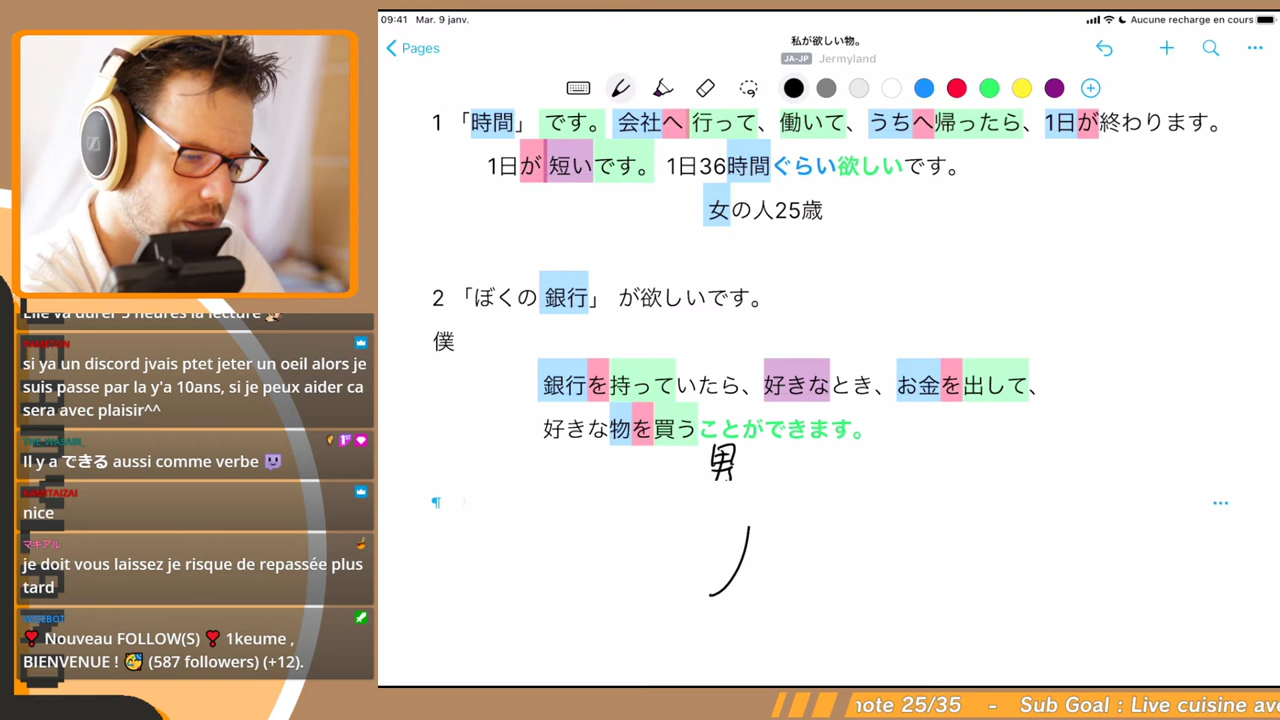 09:41 Mar. 9 janv.
Aucune recharge en cours
Pages
私が欲しい物。
JA-JP Jermyland
1 「時間」 です。 会社へ 行って、働いて、うちへ帰ったら、1日が終わります。
1日が 短いです。 1日36時間ぐらい欲しいです。
女の人25歳
2 「ぼくの 銀行」 が欲しいです。
僕
銀行を持っていたら、好きなとき、お金を出して、
好きな物を買うことができます。
男
Elle va durer 3 heures la lecture
si ya un discord jvais ptet jeter un oeil alors je
suis passe par la y'a 10ans, si je peux aider ca
sera avec plaisir^^
Il y a できる aussi comme verbe
nice
マキアル
je doit vous laissez je risque de repassée plus
tard
WIZEBOT
Nouveau FOLLOW(S) 1keume ,
BIENVENUE ! (587 followers) (+12).
note 25/35 - Sub Goal : Live cuisine ave